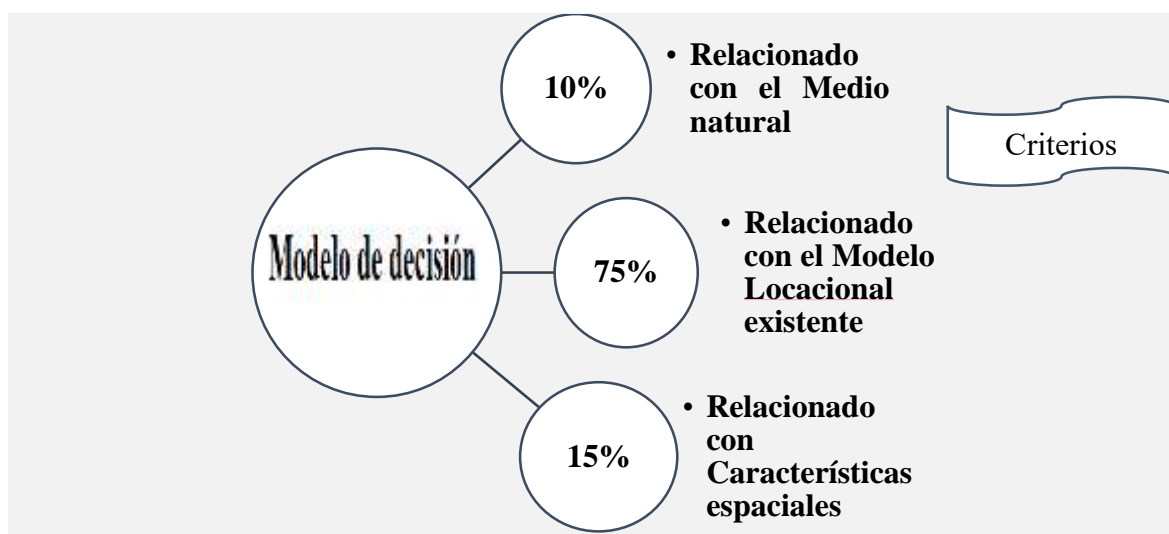 10%
• Relacionado
con el Medio
natural
Criterios
Modelo de decisión
75%
• Relacionado
con el Modelo
Locacional
existente
15%
• Relacionado
con
Características
espaciales